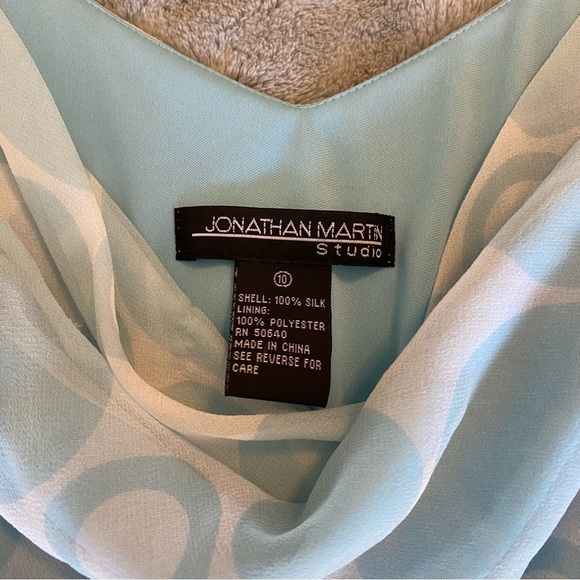 JONATHAN MARTIN
Studio
10
SHELL: 100% SILK
LINING:
100% POLYESTER
RN 50640
MADE IN CHINA
SEE REVERSE FOR
CARE